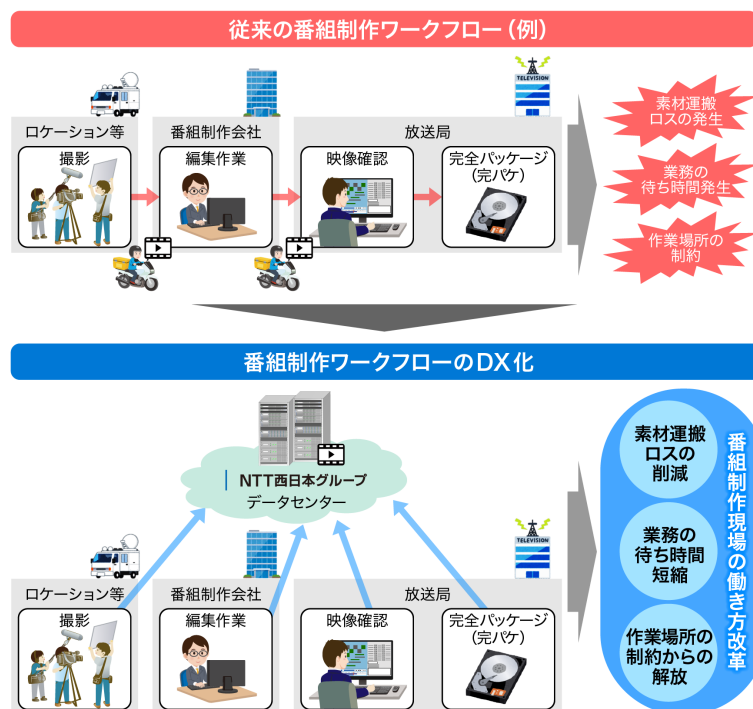 従来の番組制作ワークフロー（例）
TELEVISION
ロケーション等
番組制作会社
放送局
撮影
編集作業
映像確認
完全パッケージ
（完パケ）
素材運搬
ロスの発生
業務の
待ち時間発生
作業場所の
制約
番組制作ワークフローのDX化
NTT西日本グループ
データセンター
TELEVISION
ロケーション等
番組制作会社
放送局
撮影
編集作業
映像確認
完全パッケージ
（完パケ）
素材運搬
ロスの
削減
業務の
待ち時間
短縮
作業場所の
制約からの
解放
番組制作現場の働き方改革